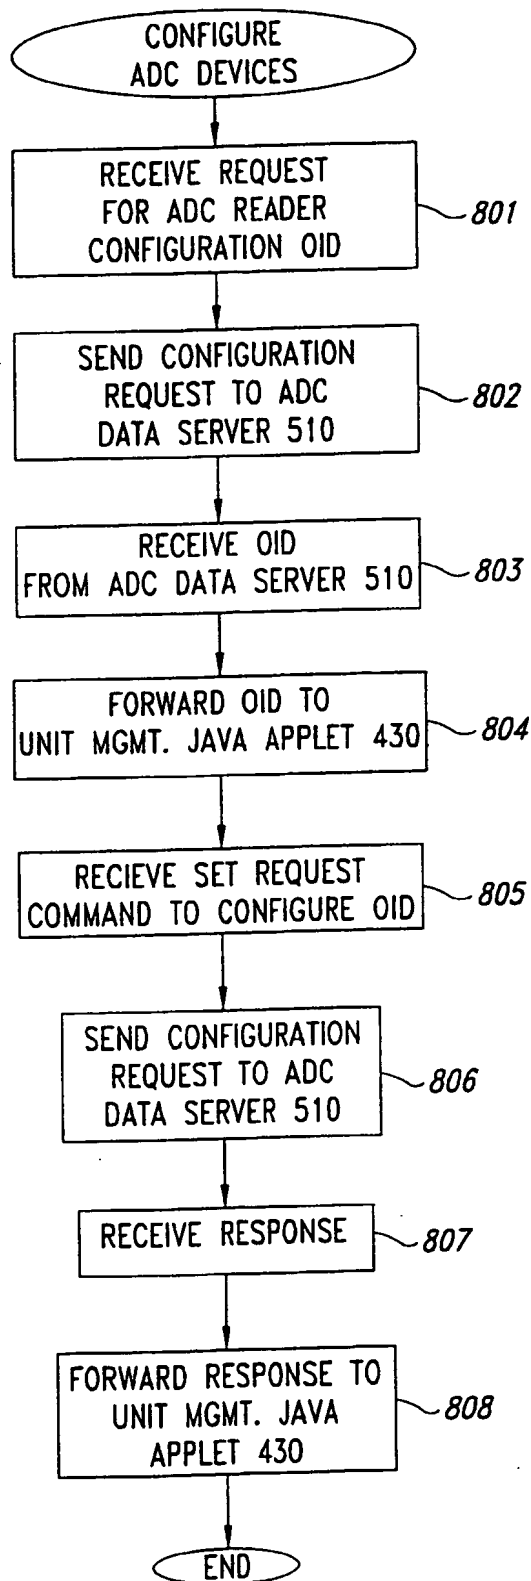 CONFIGURE
ADC DEVICES
RECEIVE REQUEST
FOR ADC READER
CONFIGURATION OID
801
SEND CONFIGURATION
REQUEST TO ADC
DATA SERVER 510
802
RECEIVE OID
FROM ADC DATA SERVER 510
803
FORWARD OID TO
UNIT MGMT. JAVA APPLET 430
804
RECIEVE SET REQUEST
COMMAND TO CONFIGURE OID
805
SEND CONFIGURATION
REQUEST TO ADC
DATA SERVER 510
806
RECEIVE RESPONSE
807
FORWARD RESPONSE TO
UNIT MGMT. JAVA
APPLET 430
808
END